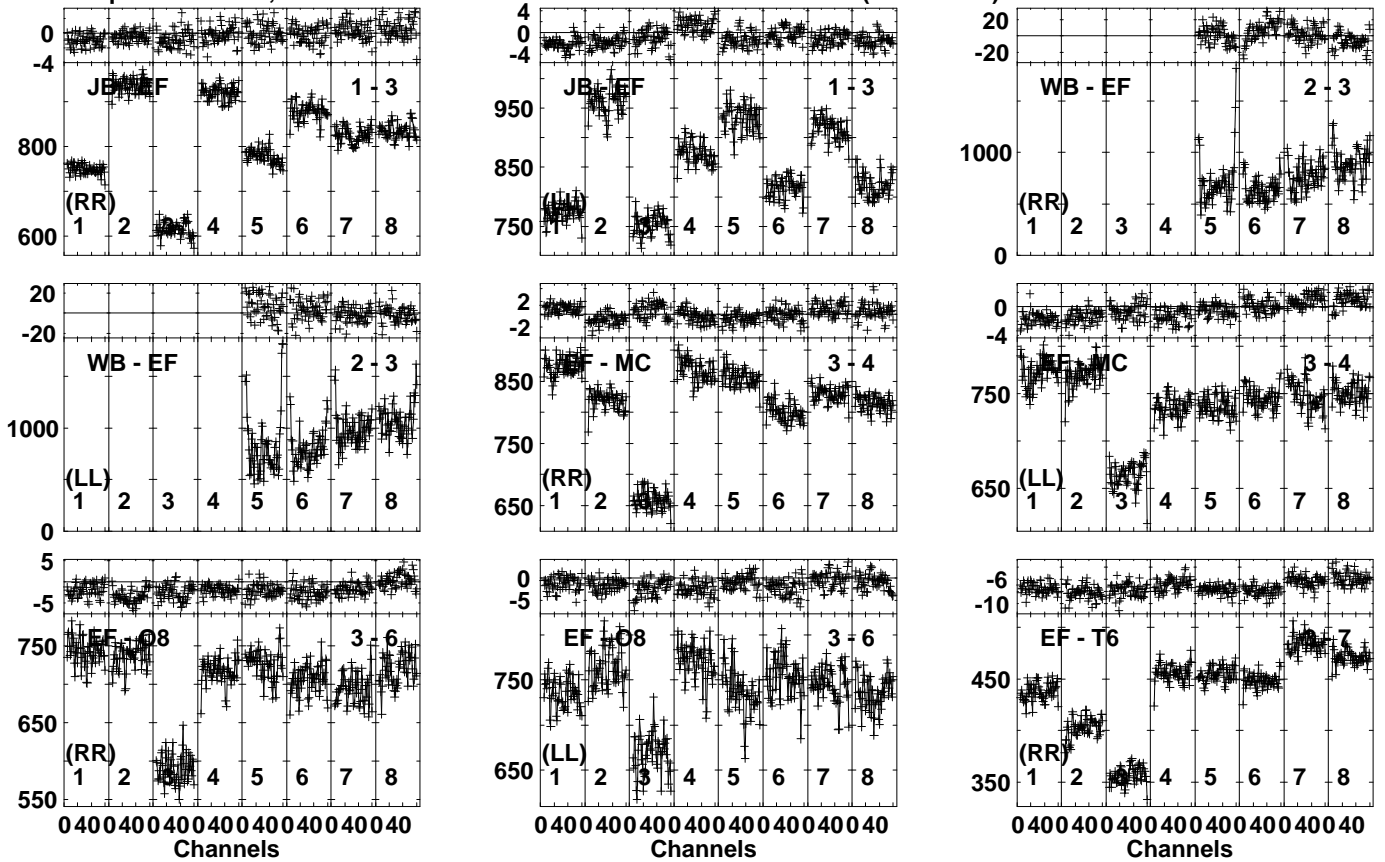 0
-4
JB - EF 1 - 3
800
(RR)
1 2 3 4 5 6 7 8
600
4
0
-4
JB - EF 1 - 3
950
850
(LL)
750
1 2 3 4 5 6 7 8
20
-20
WB - EF 2 - 3
1000
(RR)
1 2 3 4 5 6 7 8
0
20
-20
WB - EF 2 - 3
1000
(LL)
1 2 3 4 5 6 7 8
0
2
-2
EF - MC 3 - 4
850
750
(RR)
650
1 2 3 4 5 6 7 8
0
-4
EF - MC 3 - 4
750
(LL)
650
1 2 3 4 5 6 7 8
5
-5
EF - O8 3 - 6
750
650
(RR)
1 2 3 4 5 6 7 8
550
0 40 0 40 0 40 0 40 0 40 0 40 0 40 0 40
Channels
0
-5
EF - O8 3 - 6
750
(LL)
650
1 2 3 4 5 6 7 8
0 40 0 40 0 40 0 40 0 40 0 40 0 40 0 40
Channels
-6
-10
EF - T6 3 - 7
450
(RR)
350
1 2 3 4 5 6 7 8
0 40 0 40 0 40 0 40 0 40 0 40 0 40 0 40
Channels